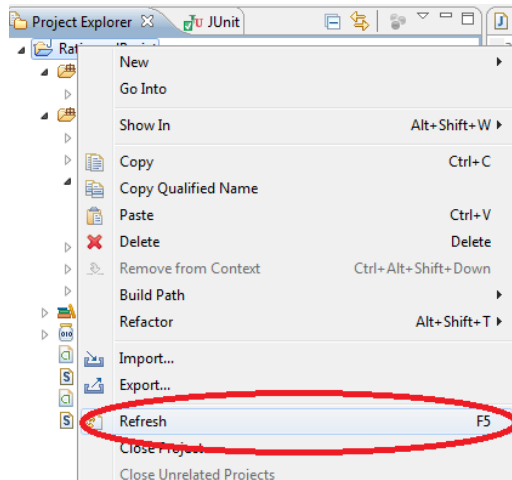 Project Explorer JUnit
New
Go Into
Show In Alt+Shift+W
Copy Ctrl+C
Copy Qualified Name
Paste Ctrl+V
Delete Delete
Remove from Context Ctrl+Alt+Shift+Down
Build Path
Refactor Alt+Shift+T
Import...
Export...
Refresh F5
Close Project
Close Unrelated Projects